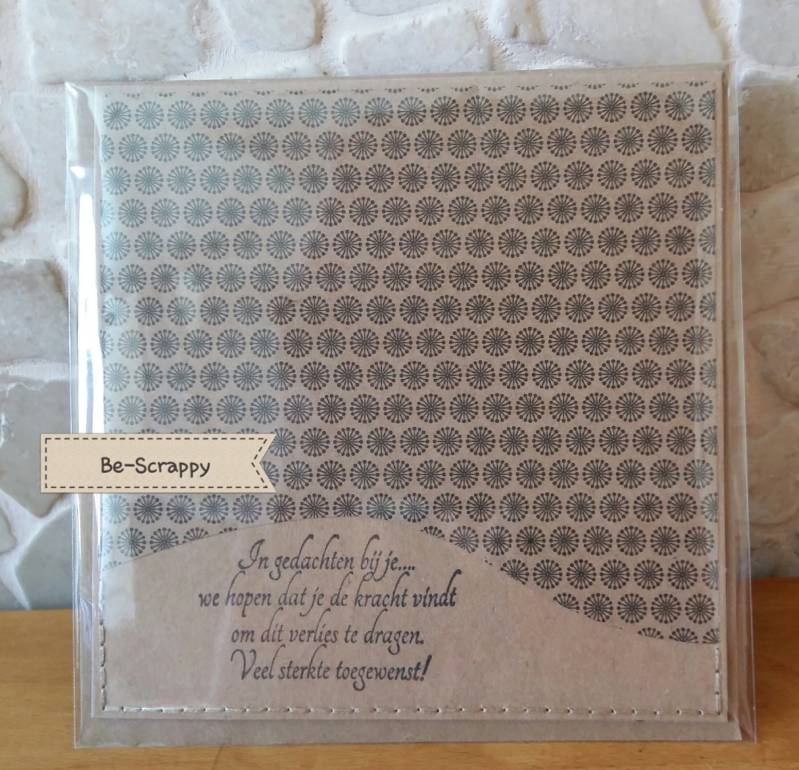 Be-Scrappy
In gedachten bij je....
we hopen dat je de kracht vindt
om dit verlies te dragen.
Veel sterkte toegewenst!